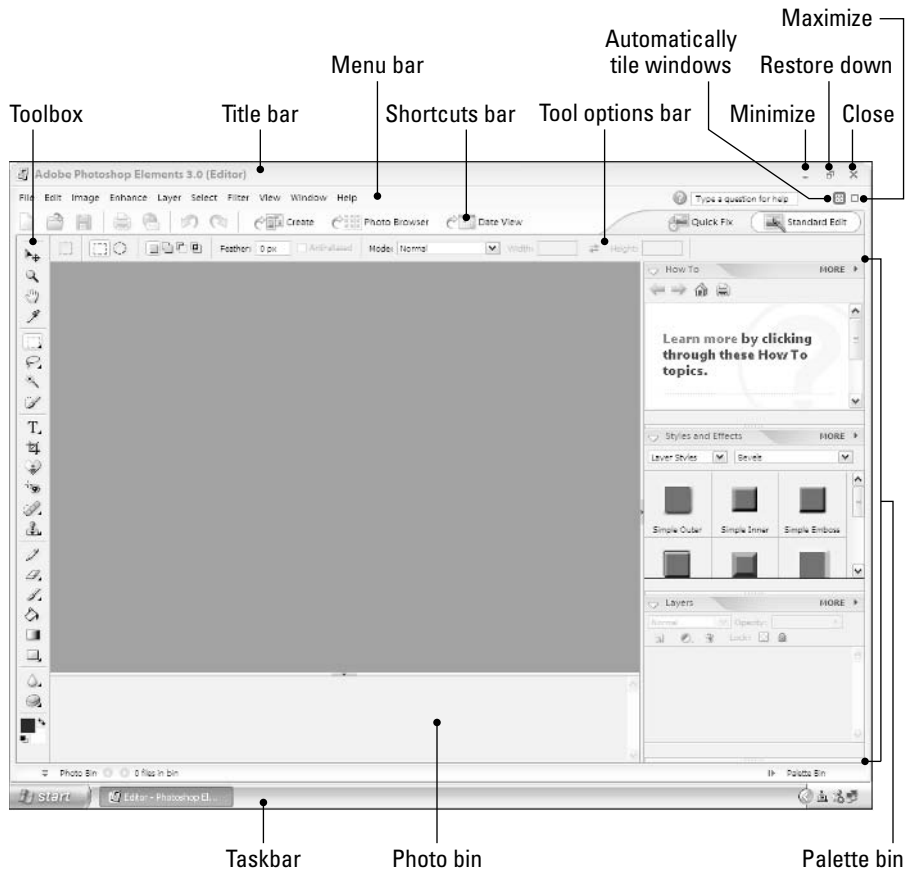 Maximize
Automatically
tile windows
Menu bar
Restore down
Toolbox
Title bar
Shortcuts bar
Tool options bar
Minimize
Close
Adobe Photoshop Elements 3.0 (Editor)
File Edit Image Enhance Layer Select Filter View Window Help
Type a question for help
Create
Photo Browser
Date View
Quick Fix
Standard Edit
Feather: 0 px
Anti-aliased
Mode: Normal
Width:
Height:
How To
MORE
Learn more by clicking
through these How To
topics.
T
Styles and Effects
MORE
Layer Styles
Bevels
Simple Outer
Simple Inner
Simple Emboss
Layers
MORE
Normal
Opacity:
Lock:
Photo Bin
0 files in bin
Palette Bin
start
Editor - Photoshop El...
Taskbar
Photo bin
Palette bin